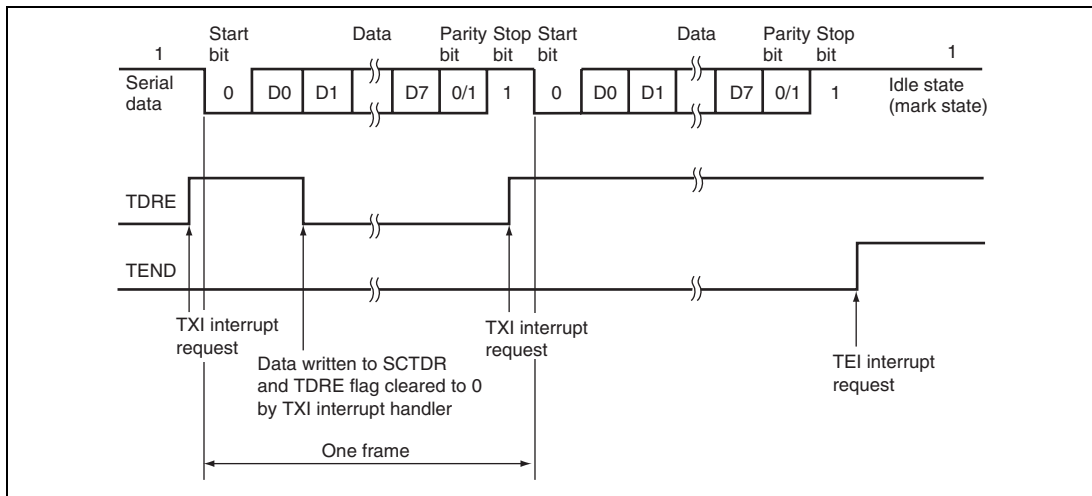 Start bit
Data
Parity bit
Stop bit
Start bit
Data
Parity bit
Stop bit
1
1
Serial data
0
D0
D1
D7
0/1
1
0
D0
D1
D7
0/1
1
Idle state
(mark state)
TDRE
TEND
TXI interrupt
request
Data written to SCTDR
and TDRE flag cleared to 0
by TXI interrupt handler
TXI interrupt
request
TEI interrupt
request
One frame